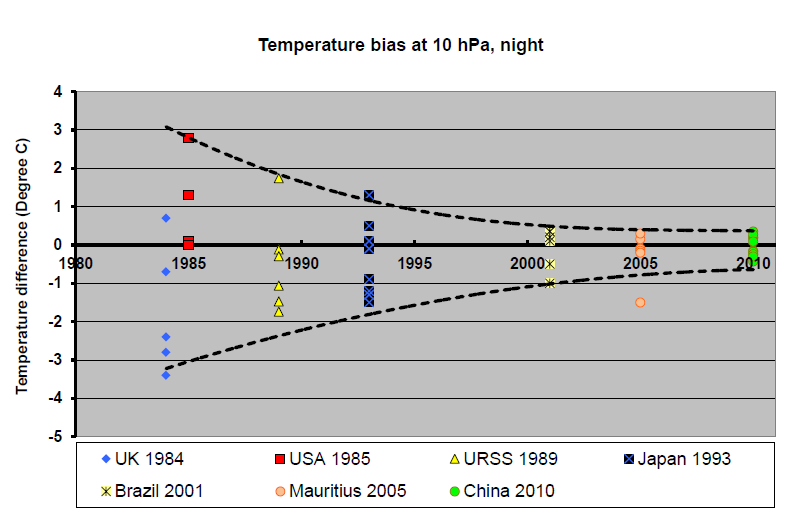 Temperature bias at 10 hPa, night
Temperature difference (Degree C)
4
3
2
1
0
-1
-2
-3
-4
-5
1980 1985 1990 1995 2000 2005 2010
UK 1984 USA 1985 URSS 1989 Japan 1993
Brazil 2001 Mauritius 2005 China 2010